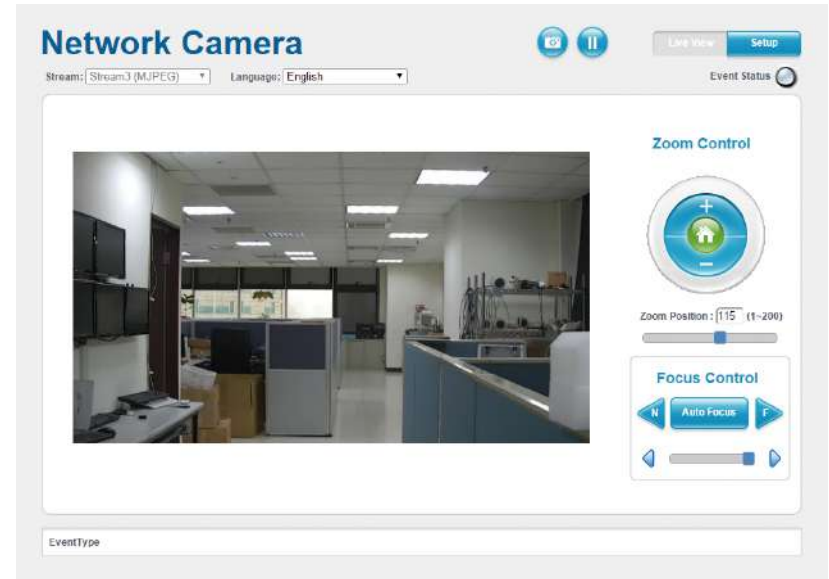 Network Camera
Live View Setup
Stream: Stream3 (MJPEG) Language: English
Event Status
Zoom Control
+
−
Zoom Position : 115 (1~200)
Focus Control
N Auto Focus F
EventType